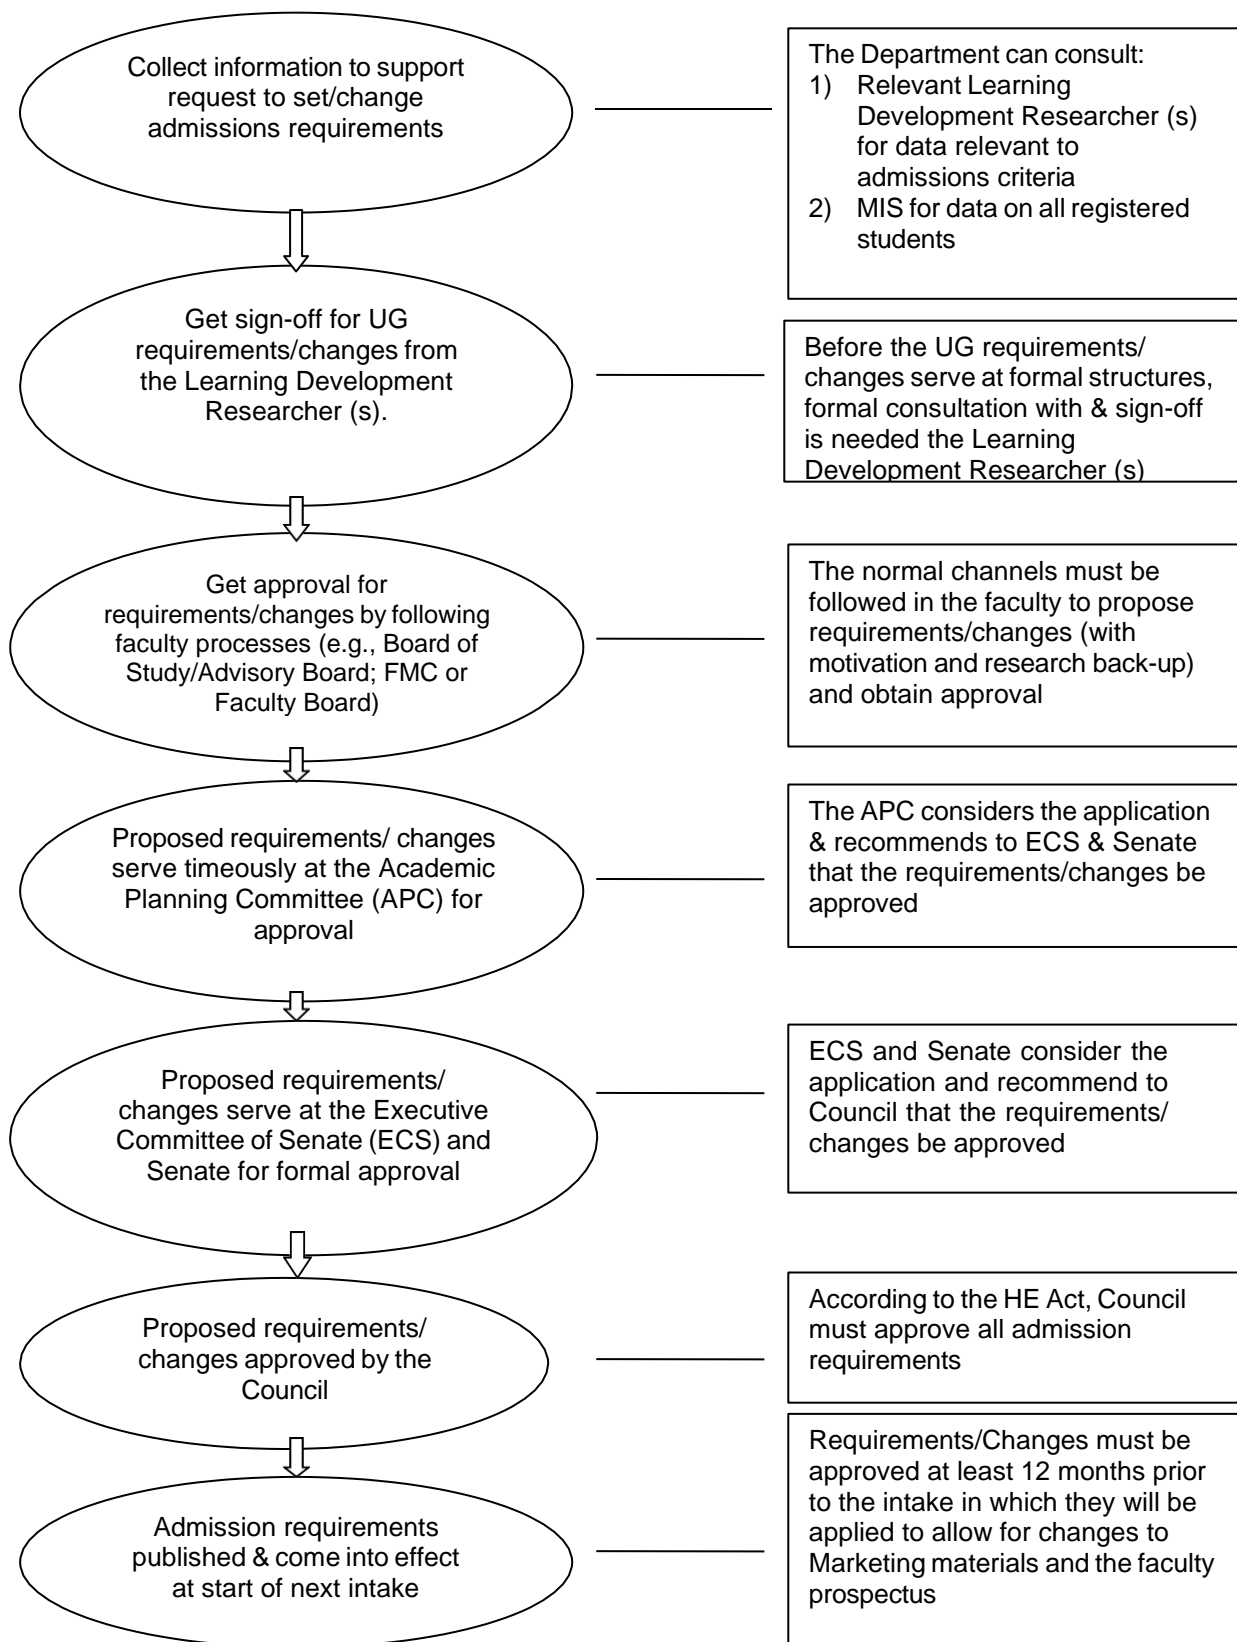 Collect information to support
request to set/change
admissions requirements
The Department can consult:
1) Relevant Learning
Development Researcher (s)
for data relevant to
admissions criteria
2) MIS for data on all registered
students
Get sign-off for UG
requirements/changes from
the Learning Development
Researcher (s).
Before the UG requirements/
changes serve at formal structures,
formal consultation with & sign-off
is needed the Learning
Development Researcher (s)
Get approval for
requirements/changes by following
faculty processes (e.g., Board of
Study/Advisory Board; FMC or
Faculty Board)
The normal channels must be
followed in the faculty to propose
requirements/changes (with
motivation and research back-up)
and obtain approval
Proposed requirements/ changes
serve timeously at the Academic
Planning Committee (APC) for
approval
The APC considers the application
& recommends to ECS & Senate
that the requirements/changes be
approved
Proposed requirements/
changes serve at the Executive
Committee of Senate (ECS) and
Senate for formal approval
ECS and Senate consider the
application and recommend to
Council that the requirements/
changes be approved
Proposed requirements/
changes approved by the
Council
According to the HE Act, Council
must approve all admission
requirements
Admission requirements
published & come into effect
at start of next intake
Requirements/Changes must be
approved at least 12 months prior
to the intake in which they will be
applied to allow for changes to
Marketing materials and the faculty
prospectus